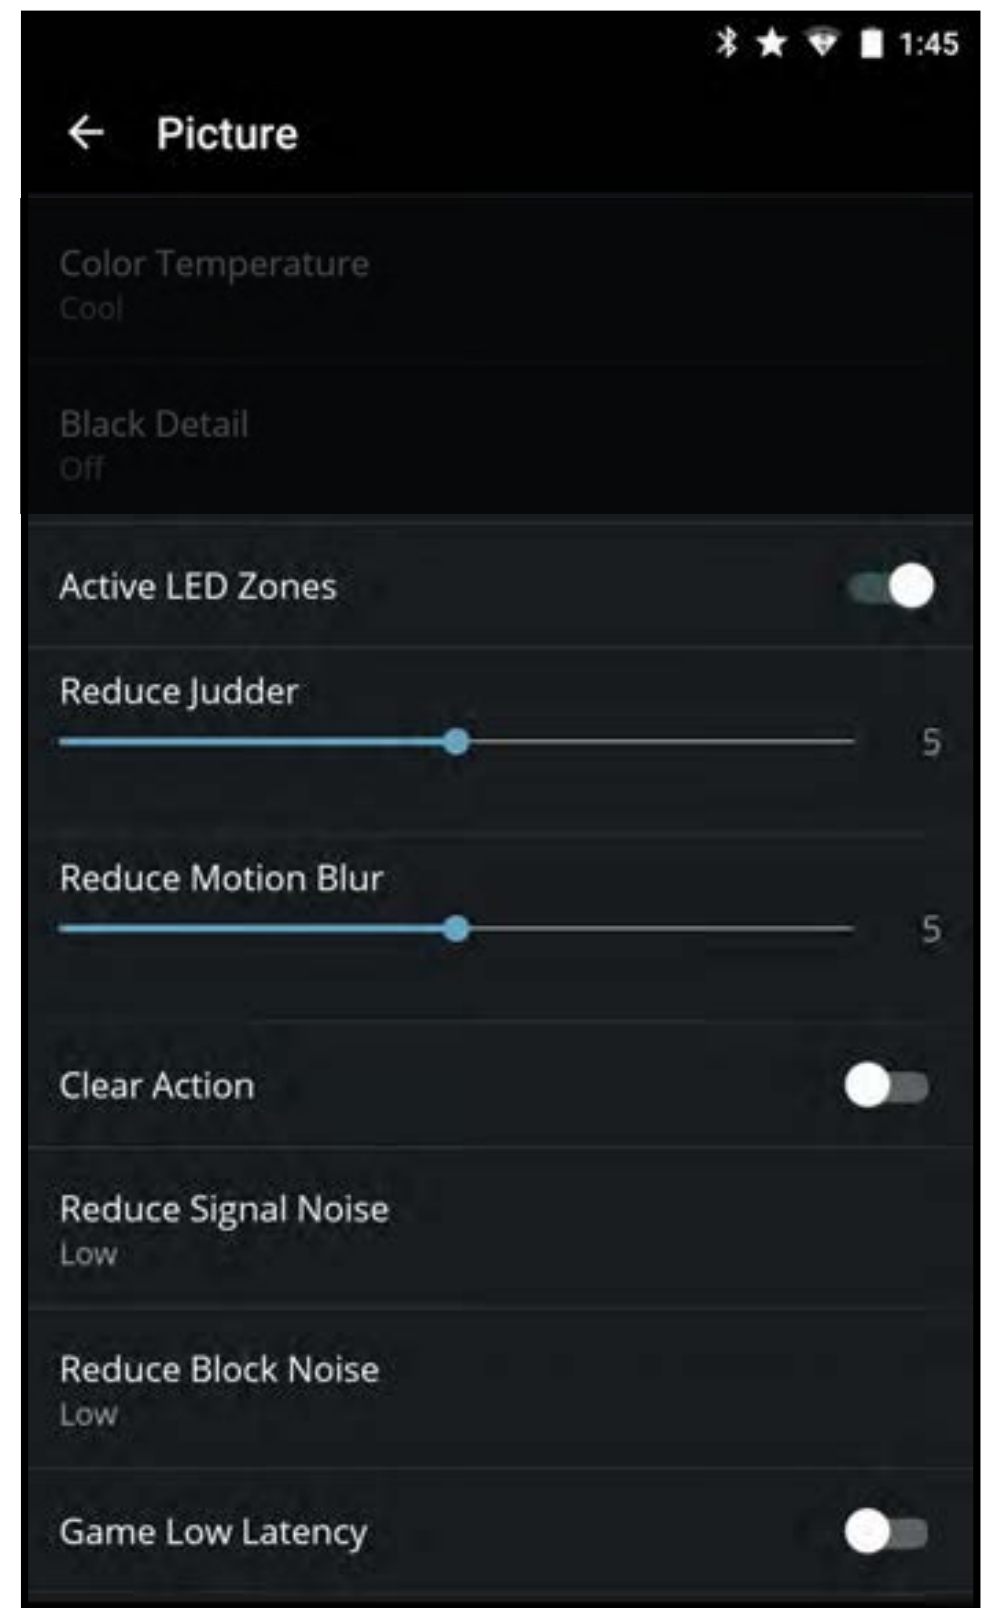 1:45
Picture
Color Temperature
Cool
Black Detail
Off
Active LED Zones
Reduce Judder
5
Reduce Motion Blur
5
Clear Action
Reduce Signal Noise
Low
Reduce Block Noise
Low
Game Low Latency